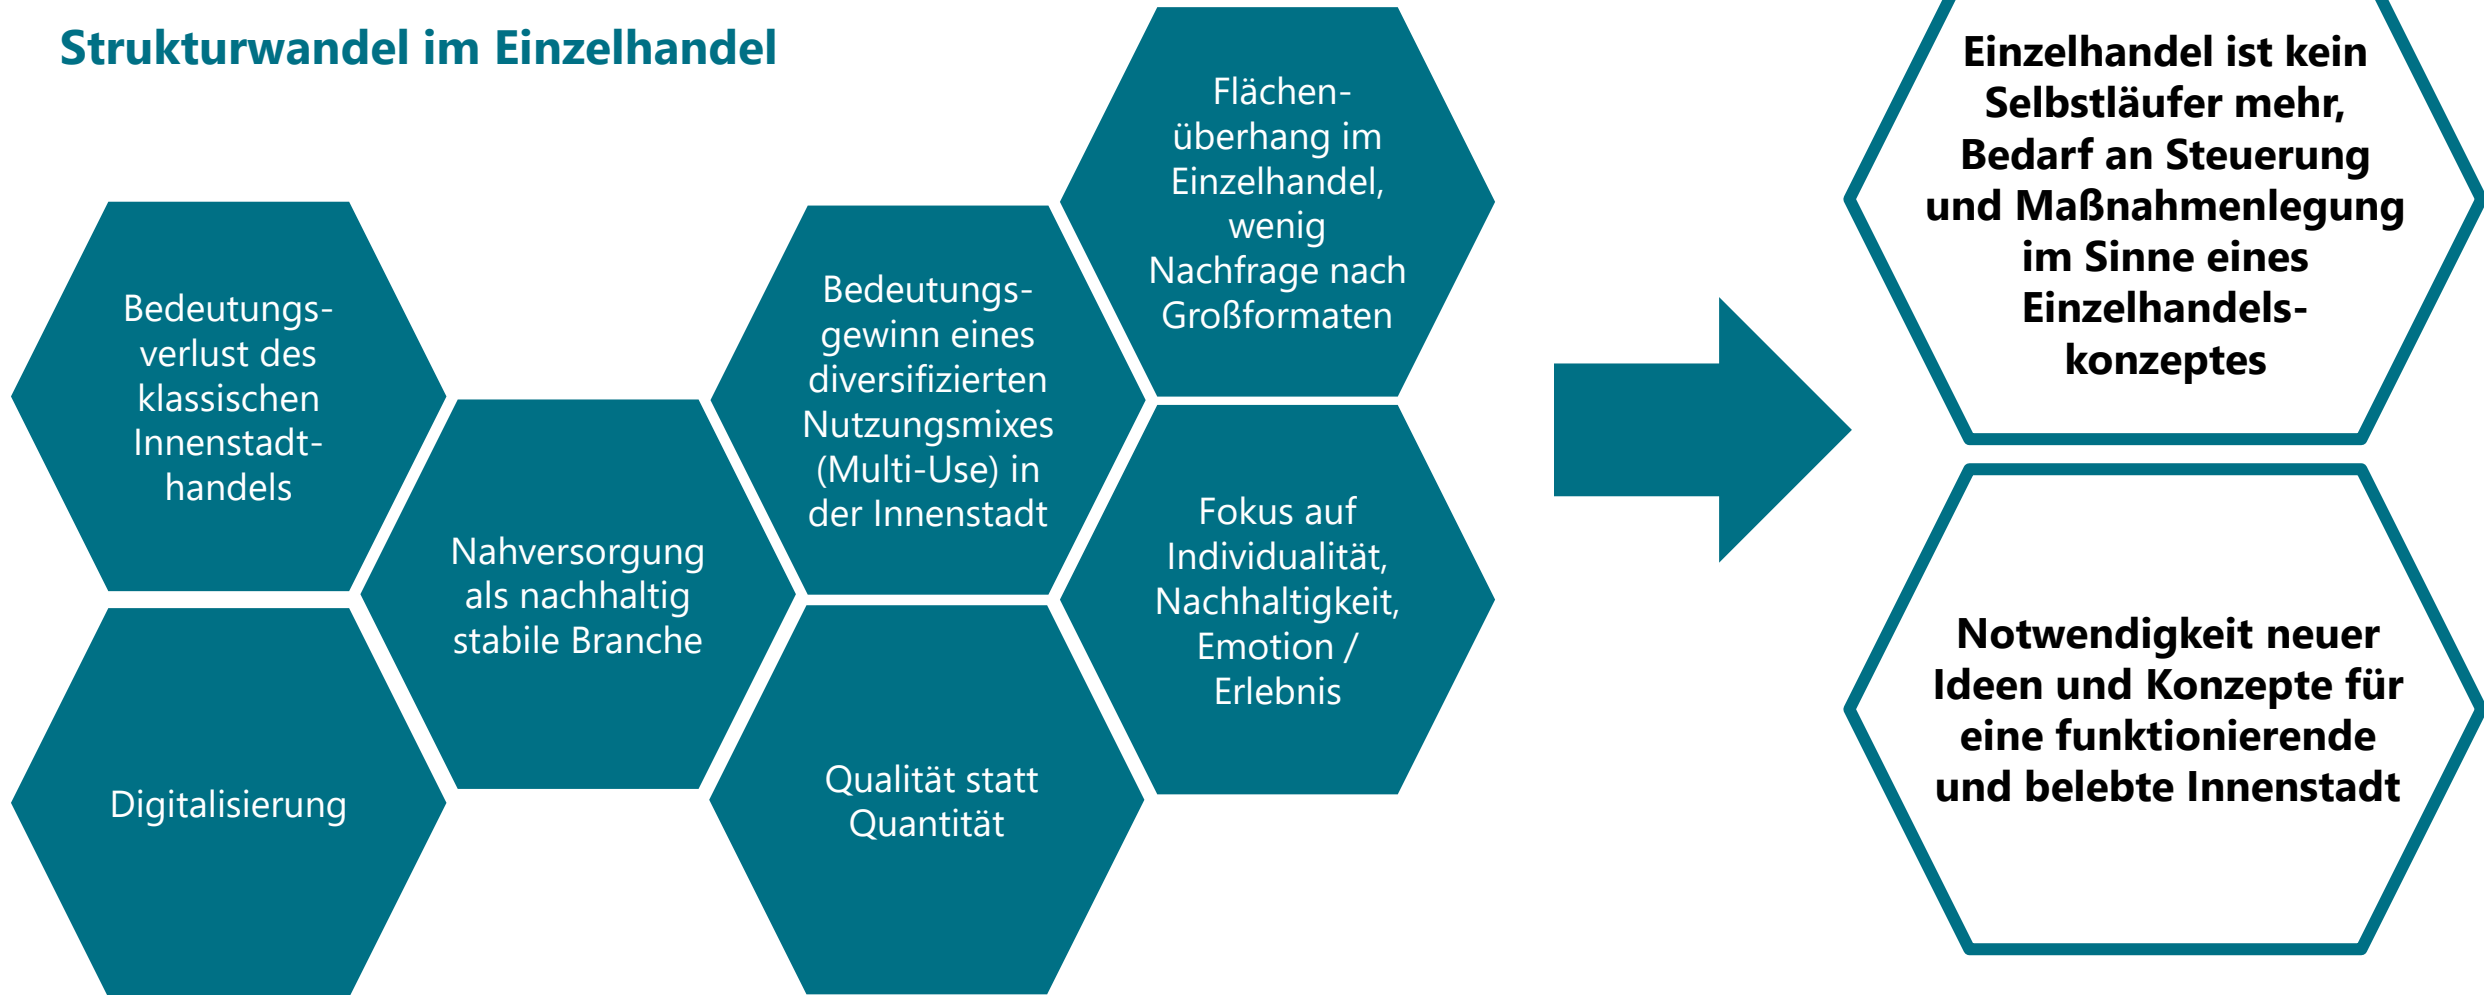 Strukturwandel im Einzelhandel
Bedeutungs-
verlust des
klassischen
Innenstadt-
handels
Digitalisierung
Nahversorgung
als nachhaltig
stabile Branche
Bedeutungs-
gewinn eines
diversifizierten
Nutzungsmixes
(Multi-Use) in
der Innenstadt
Qualität statt
Quantität
Flächen-
überhang im
Einzelhandel,
wenig
Nachfrage nach
Großformaten
Fokus auf
Individualität,
Nachhaltigkeit,
Emotion /
Erlebnis
Einzelhandel ist kein
Selbstläufer mehr,
Bedarf an Steuerung
und Maßnahmenlegung
im Sinne eines
Einzelhandels-
konzeptes
Notwendigkeit neuer
Ideen und Konzepte für
eine funktionierende
und belebte Innenstadt